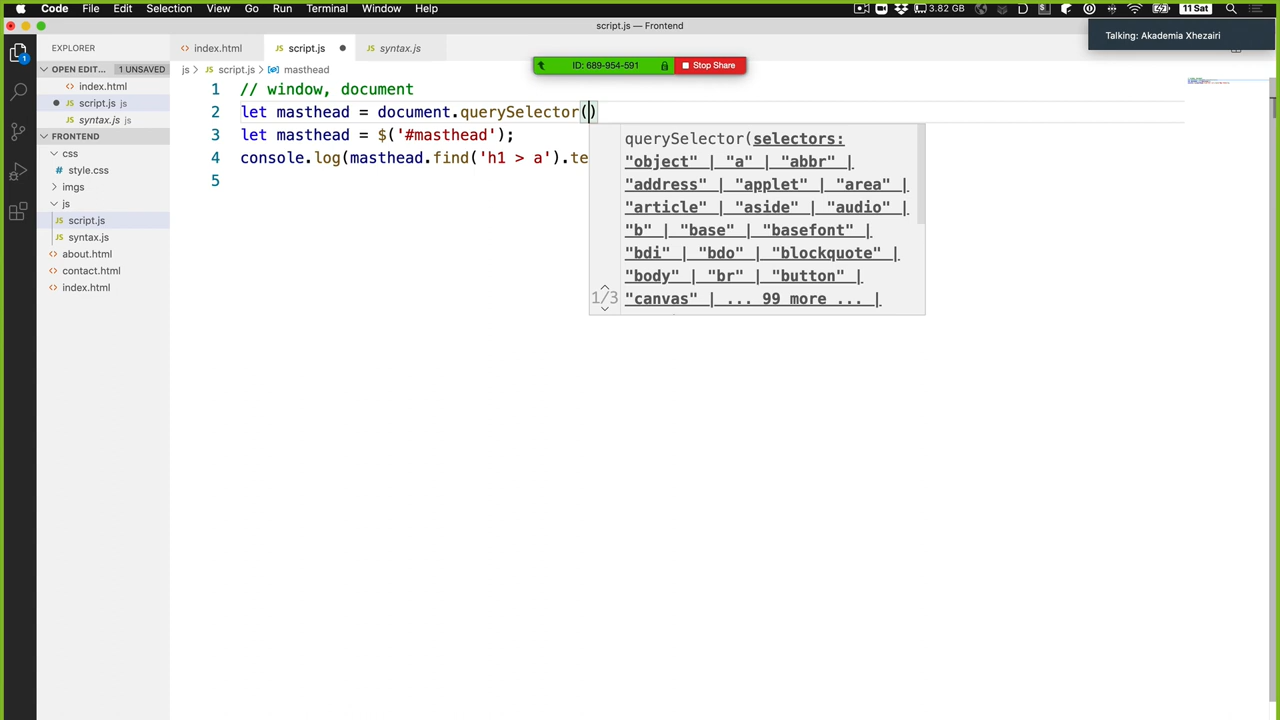 Code File Edit Selection View Go Run Terminal Window Help 3.82 GB 11 Sat
script.js — Frontend
Talking: Akademia Xhezairi
EXPLORER
index.html script.js syntax.js
ID: 689-954-591 Stop Share
OPEN EDIT... 1 UNSAVED
js > JS script.js > masthead
<> index.html
JS script.js js
JS syntax.js js
FRONTEND
css
# style.css
imgs
js
JS script.js
JS syntax.js
<> about.html
<> contact.html
<> index.html
1 // window, document
2 let masthead = document.querySelector()
3 let masthead = $('#masthead');
4 console.log(masthead.find('h1 > a').te
5
querySelector(selectors:
"object" | "a" | "abbr" |
"address" | "applet" | "area" |
"article" | "aside" | "audio" |
"b" | "base" | "basefont" |
"bdi" | "bdo" | "blockquote" |
"body" | "br" | "button" |
1/3 "canvas" | ... 99 more ... |